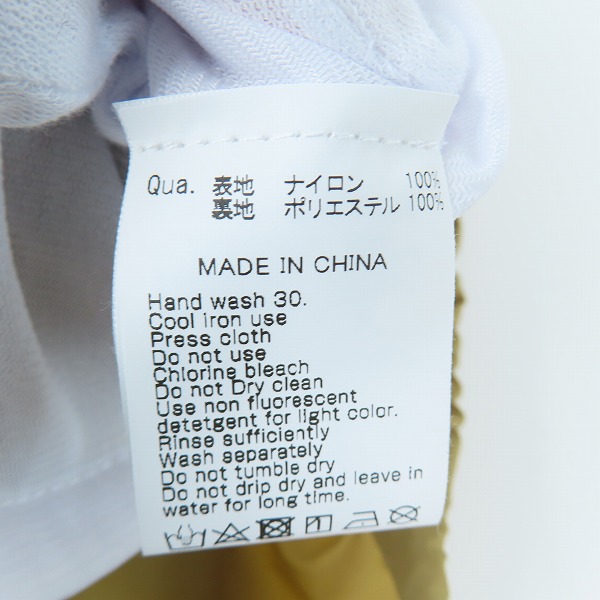 Qua. 表地 ナイロン 100%
裏地 ポリエステル 100%
MADE IN CHINA
Hand wash 30.
Cool iron use
Press cloth
Do not use
Chlorine bleach
Do not Dry clean
Use non fluorescent
detetgent for light color.
Rinse sufficiently
Wash separately
Do not tumble dry
Do not drip dry and leave in
water for long time.